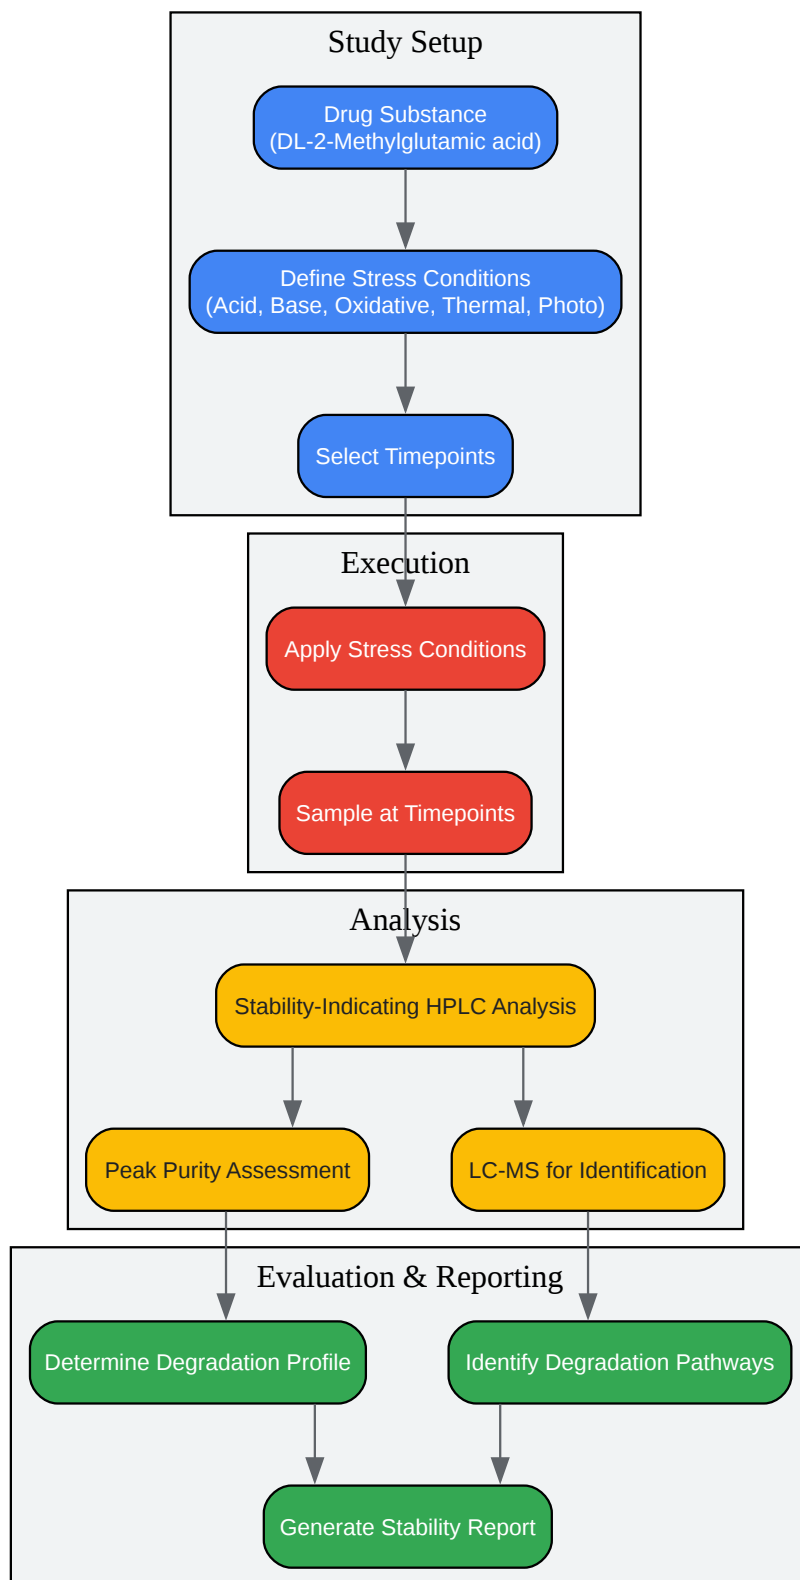 Study Setup
Drug Substance
(DL-2-Methylglutamic acid)
Define Stress Conditions
(Acid, Base, Oxidative, Thermal, Photo)
Select Timepoints
Execution
Apply Stress Conditions
Sample at Timepoints
Analysis
Stability-Indicating HPLC Analysis
Peak Purity Assessment
LC-MS for Identification
Evaluation & Reporting
Determine Degradation Profile
Identify Degradation Pathways
Generate Stability Report